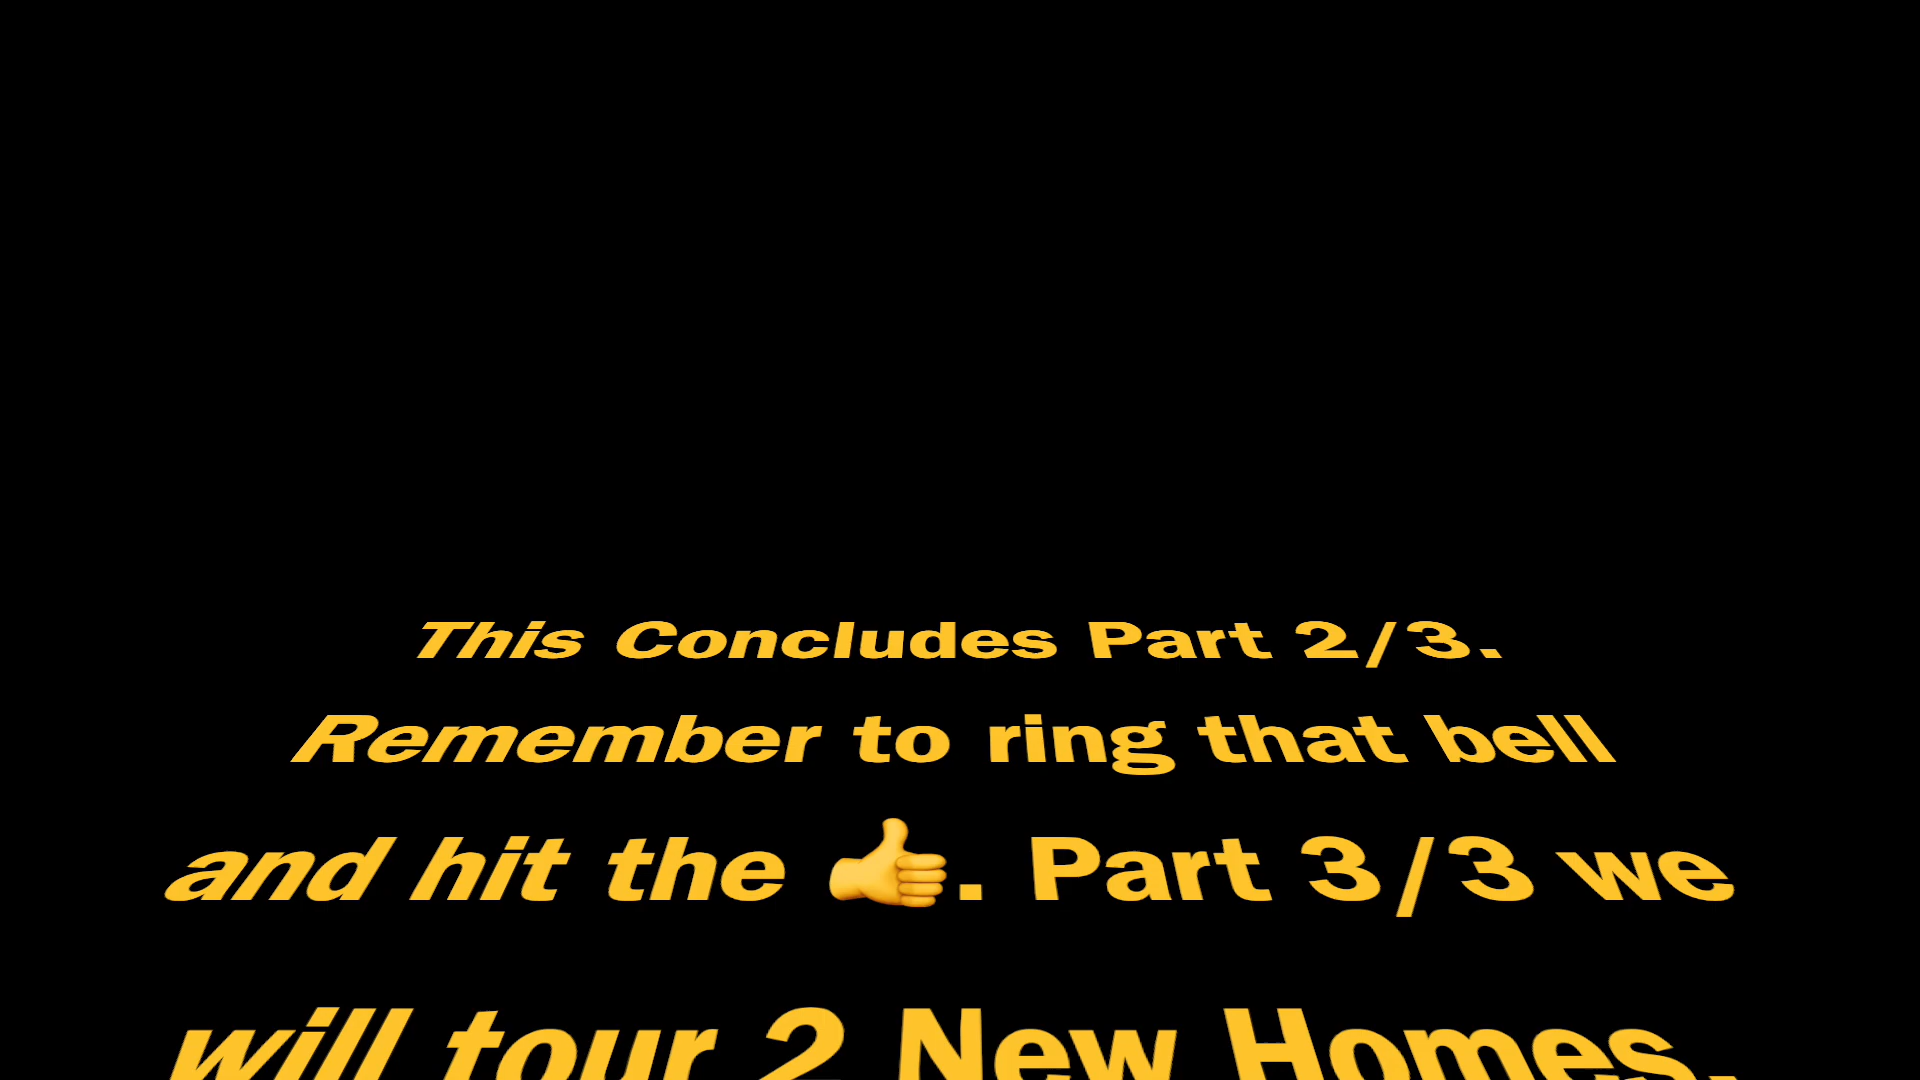 This Concludes Part 2/3.
Remember to ring that bell
and hit the 👍. Part 3/3 we
will tour 2 New Homes.